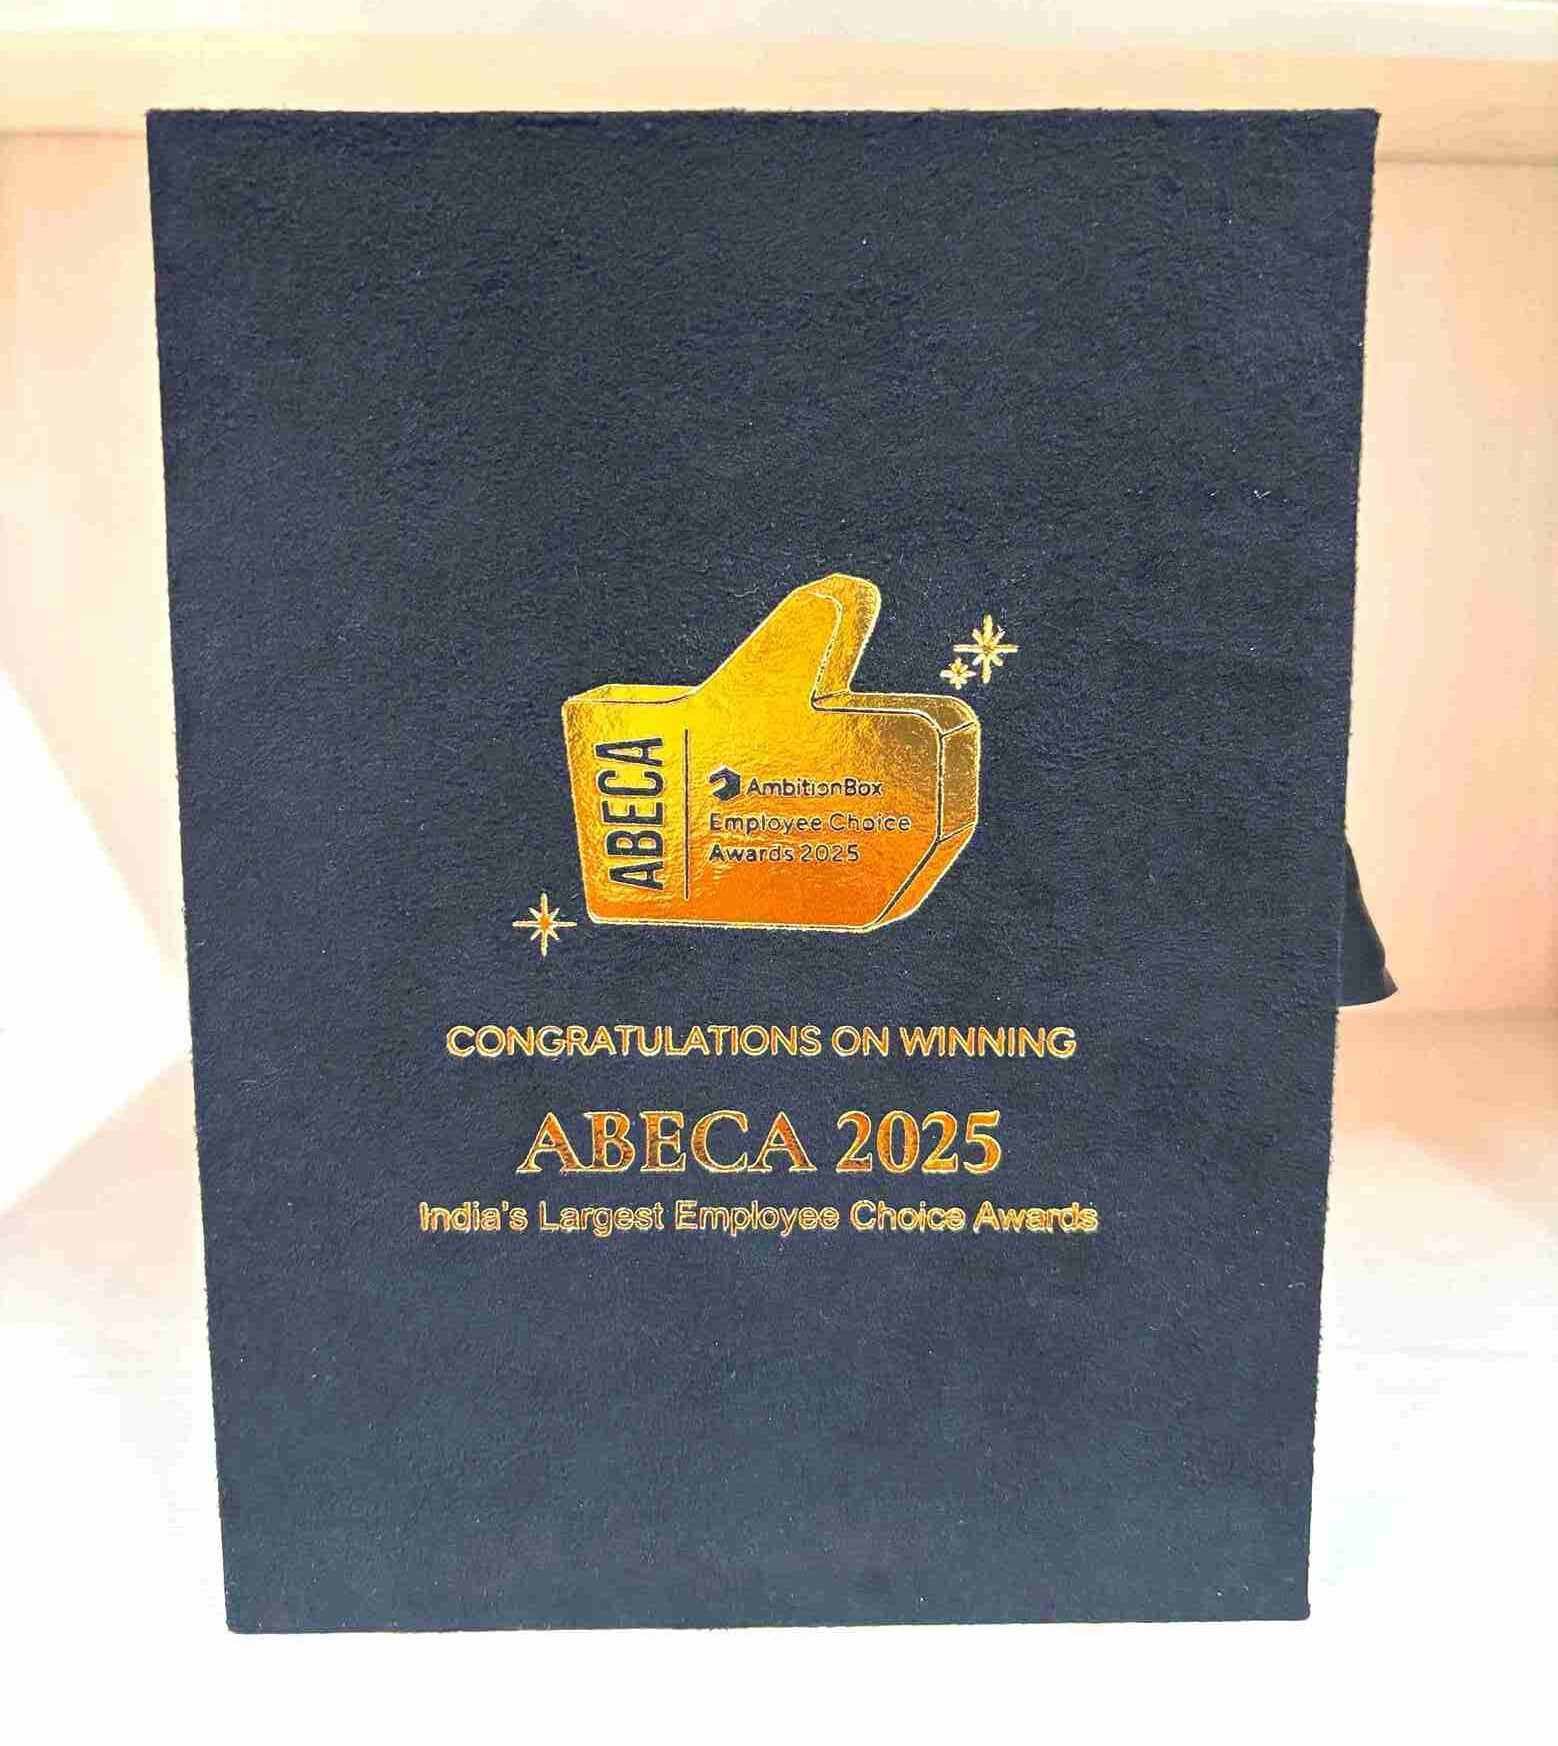 ABECA
AmbitionBox
Employee Choice
Awards 2025
CONGRATULATIONS ON WINNING
ABECA 2025
India's Largest Employee Choice Awards